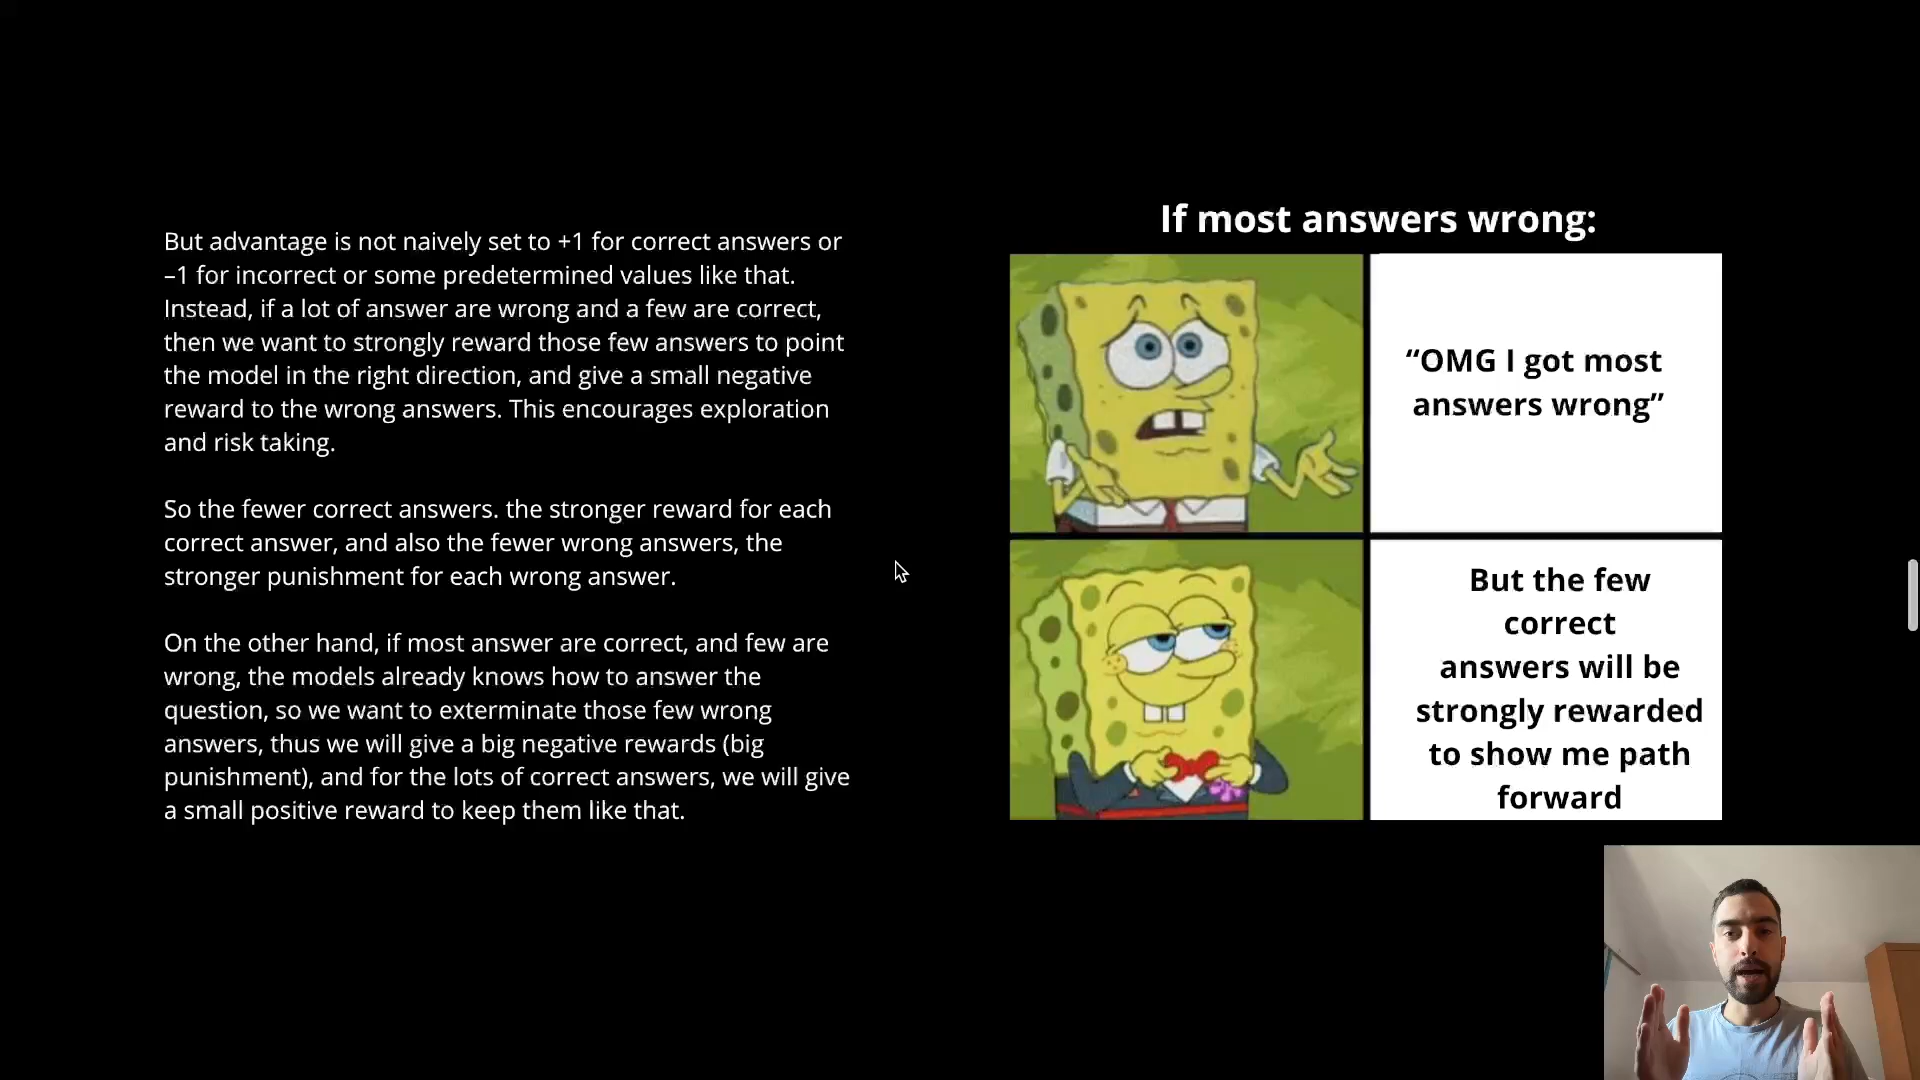 But advantage is not naively set to +1 for correct answers or
–1 for incorrect or some predetermined values like that.
Instead, if a lot of answer are wrong and a few are correct,
then we want to strongly reward those few answers to point
the model in the right direction, and give a small negative
reward to the wrong answers. This encourages exploration
and risk taking.
So the fewer correct answers. the stronger reward for each
correct answer, and also the fewer wrong answers, the
stronger punishment for each wrong answer.
On the other hand, if most answer are correct, and few are
wrong, the models already knows how to answer the
question, so we want to exterminate those few wrong
answers, thus we will give a big negative rewards (big
punishment), and for the lots of correct answers, we will give
a small positive reward to keep them like that.
If most answers wrong:
“OMG I got most
answers wrong”
But the few
correct
answers will be
strongly rewarded
to show me path
forward